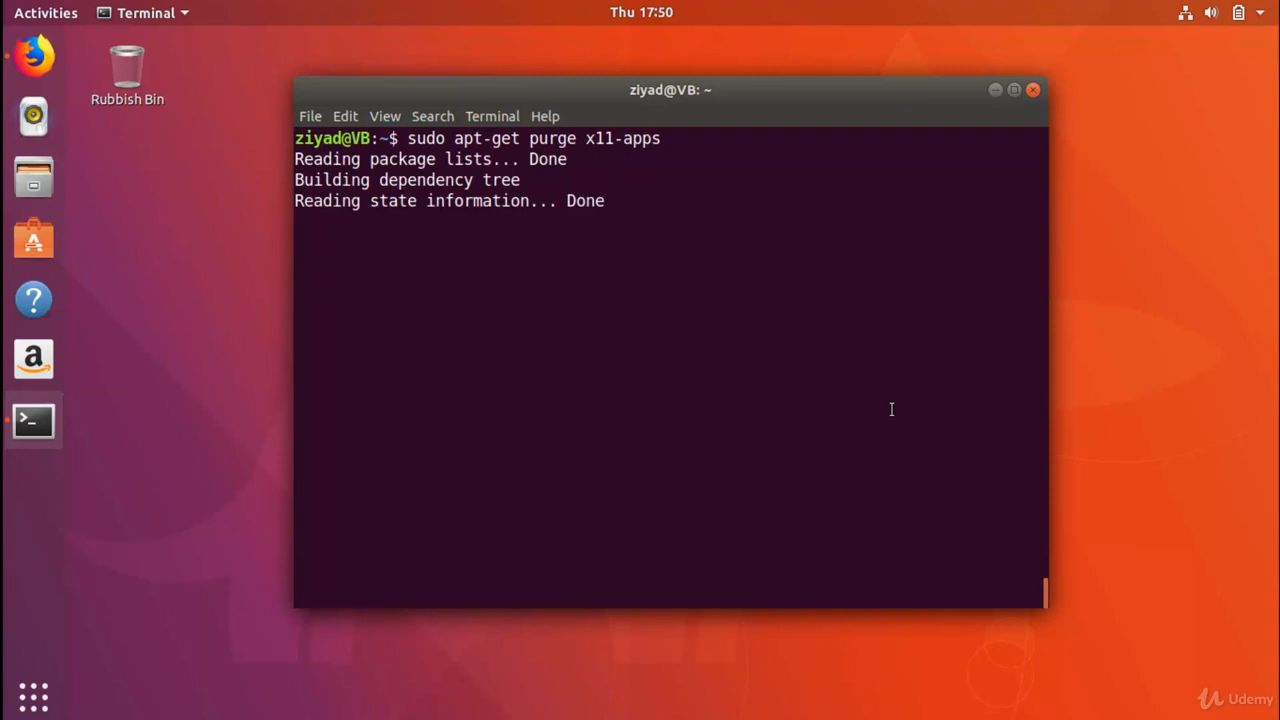 Activities Terminal Thu 17:50
Rubbish Bin
ziyad@VB: ~
File Edit View Search Terminal Help
ziyad@VB:~$ sudo apt-get purge x11-apps
Reading package lists... Done
Building dependency tree
Reading state information... Done
Udemy